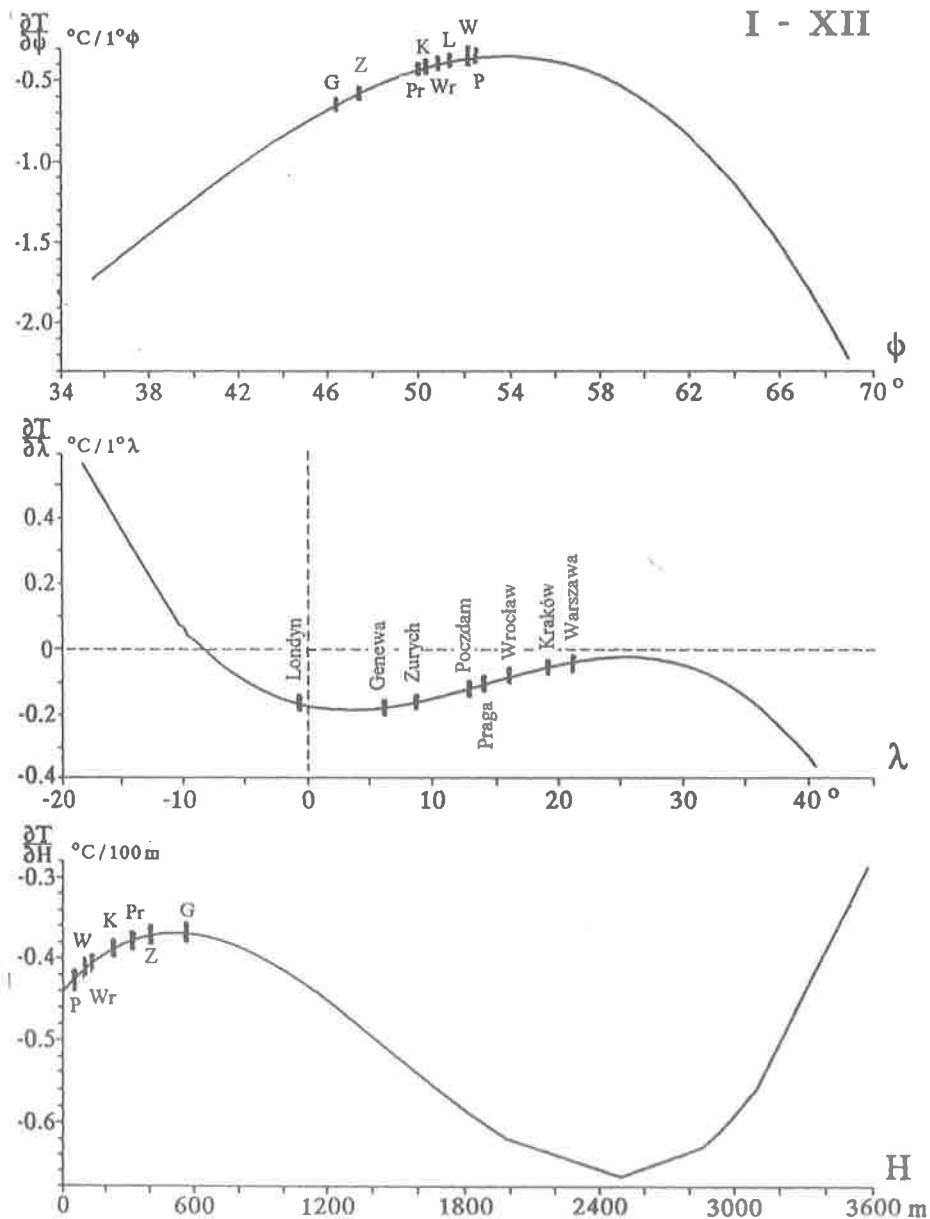 I - XII
∂T
∂ϕ °C/1°ϕ
G Z K L W
Pr Wr P
-0.5
-1.0
-1.5
-2.0
ϕ
34 38 42 46 50 54 58 62 66 70 °
∂T
∂λ °C/1°λ
0.4
0.2
0
-0.2
-0.4
Londyn
Genewa
Zurych
Poczdam
Praga
Wrocław
Kraków
Warszawa
λ
-20 -10 0 10 20 30 40 °
∂T
∂H °C/100m
-0.3
-0.4
-0.5
-0.6
W K Pr G
P Wr Z
H
0 600 1200 1800 2400 3000 3600 m